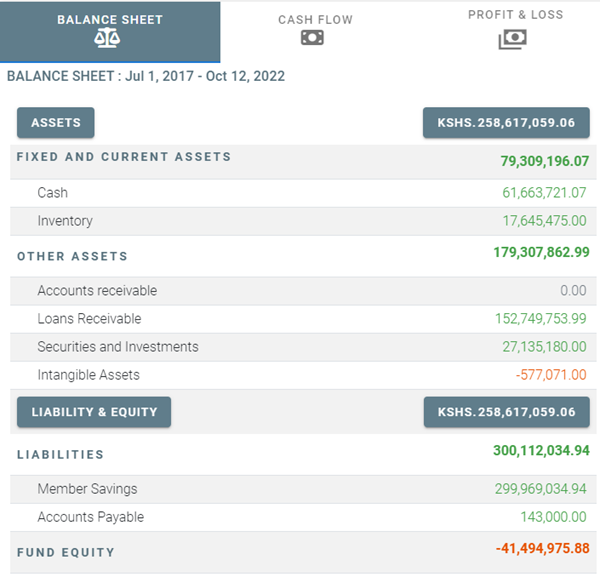 BALANCE SHEET CASH FLOW PROFIT & LOSS
BALANCE SHEET : Jul 1, 2017 - Oct 12, 2022
ASSETS KSHS.258,617,059.06
FIXED AND CURRENT ASSETS 79,309,196.07
Cash 61,663,721.07
Inventory 17,645,475.00
OTHER ASSETS 179,307,862.99
Accounts receivable 0.00
Loans Receivable 152,749,753.99
Securities and Investments 27,135,180.00
Intangible Assets -577,071.00
LIABILITY & EQUITY KSHS.258,617,059.06
LIABILITIES 300,112,034.94
Member Savings 299,969,034.94
Accounts Payable 143,000.00
FUND EQUITY -41,494,975.88